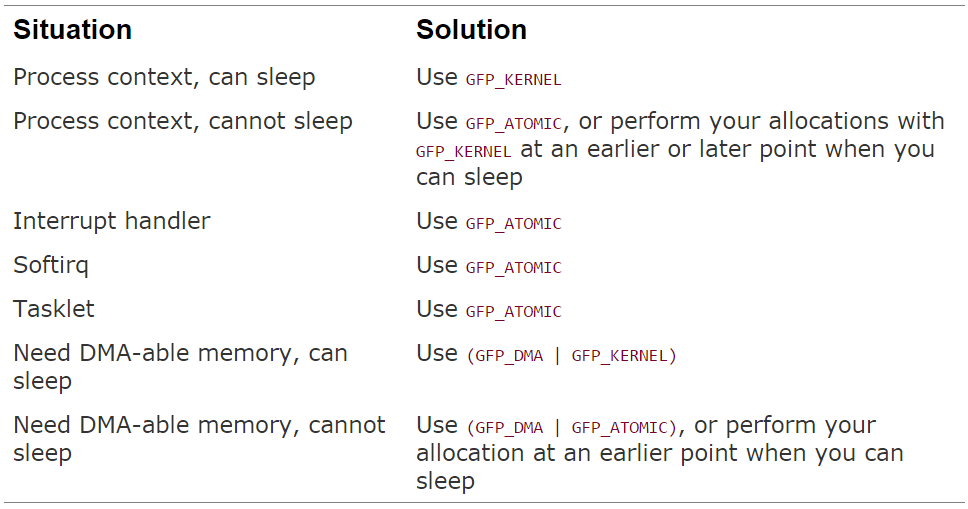 Situation Solution
Process context, can sleep Use GFP_KERNEL
Process context, cannot sleep Use GFP_ATOMIC, or perform your allocations with
GFP_KERNEL at an earlier or later point when you
can sleep
Interrupt handler Use GFP_ATOMIC
Softirq Use GFP_ATOMIC
Tasklet Use GFP_ATOMIC
Need DMA-able memory, can Use (GFP_DMA | GFP_KERNEL)
sleep
Need DMA-able memory, cannot Use (GFP_DMA | GFP_ATOMIC), or perform your
sleep allocation at an earlier point when you can
sleep